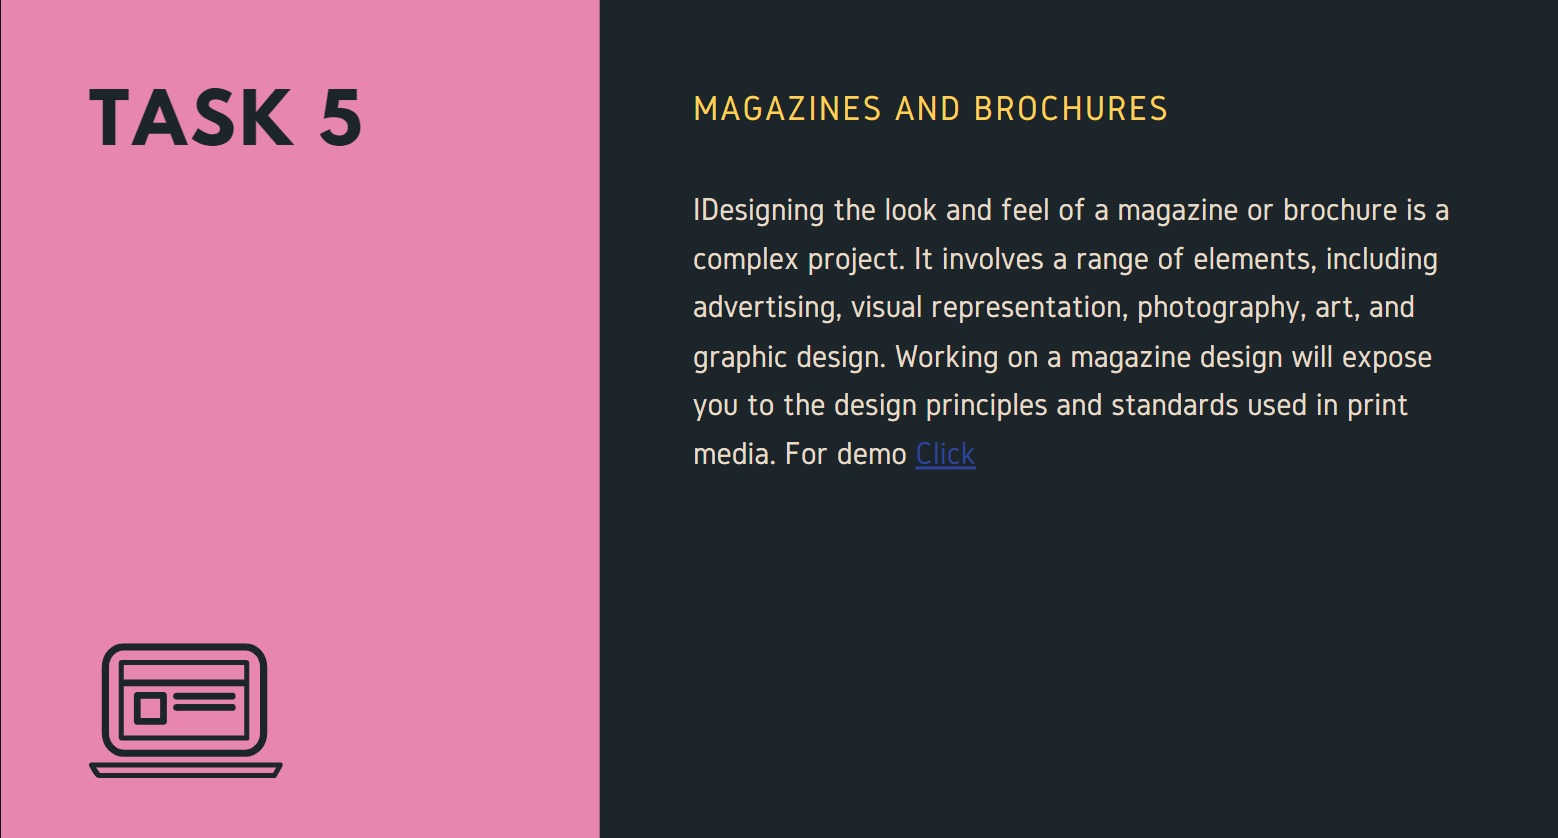 TASK 5
MAGAZINES AND BROCHURES
IDesigning the look and feel of a magazine or brochure is a
complex project. It involves a range of elements, including
advertising, visual representation, photography, art, and
graphic design. Working on a magazine design will expose
you to the design principles and standards used in print
media. For demo Click